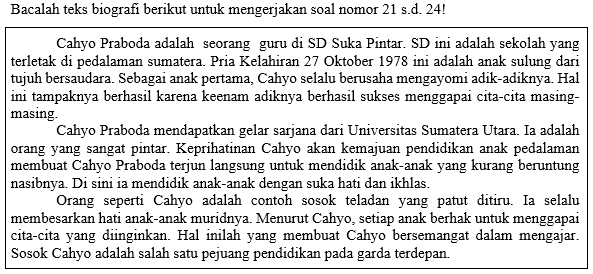 Bacalah teks biografi berikut untuk mengerjakan soal nomor 21 s.d. 24!
Cahyo Praboda adalah seorang guru di SD Suka Pintar. SD ini adalah sekolah yang
terletak di pedalaman sumatera. Pria Kelahiran 27 Oktober 1978 ini adalah anak sulung dari
tujuh bersaudara. Sebagai anak pertama, Cahyo selalu berusaha mengayomi adik-adiknya. Hal
ini tampaknya berhasil karena keenam adiknya berhasil sukses menggapai cita-cita masing-
masing.
Cahyo Praboda mendapatkan gelar sarjana dari Universitas Sumatera Utara. Ia adalah
orang yang sangat pintar. Keprihatinan Cahyo akan kemajuan pendidikan anak pedalaman
membuat Cahyo Praboda terjun langsung untuk mendidik anak-anak yang kurang beruntung
nasibnya. Di sini ia mendidik anak-anak dengan suka hati dan ikhlas.
Orang seperti Cahyo adalah contoh sosok teladan yang patut ditiru. Ia selalu
membesarkan hati anak-anak muridnya. Menurut Cahyo, setiap anak berhak untuk menggapai
cita-cita yang diinginkan. Hal inilah yang membuat Cahyo bersemangat dalam mengajar.
Sosok Cahyo adalah salah satu pejuang pendidikan pada garda terdepan.